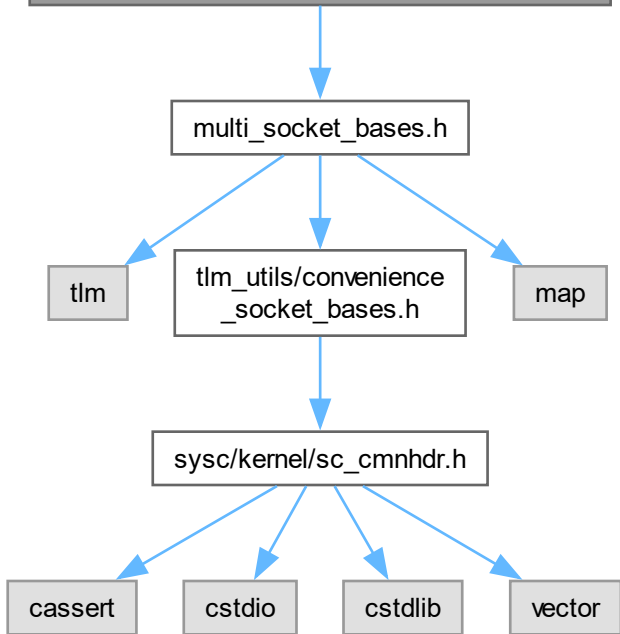 multi_socket_bases.h
tlm
tlm_utils/convenience
_socket_bases.h
map
sysc/kernel/sc_cmnhdr.h
cassert
cstdio
cstdlib
vector